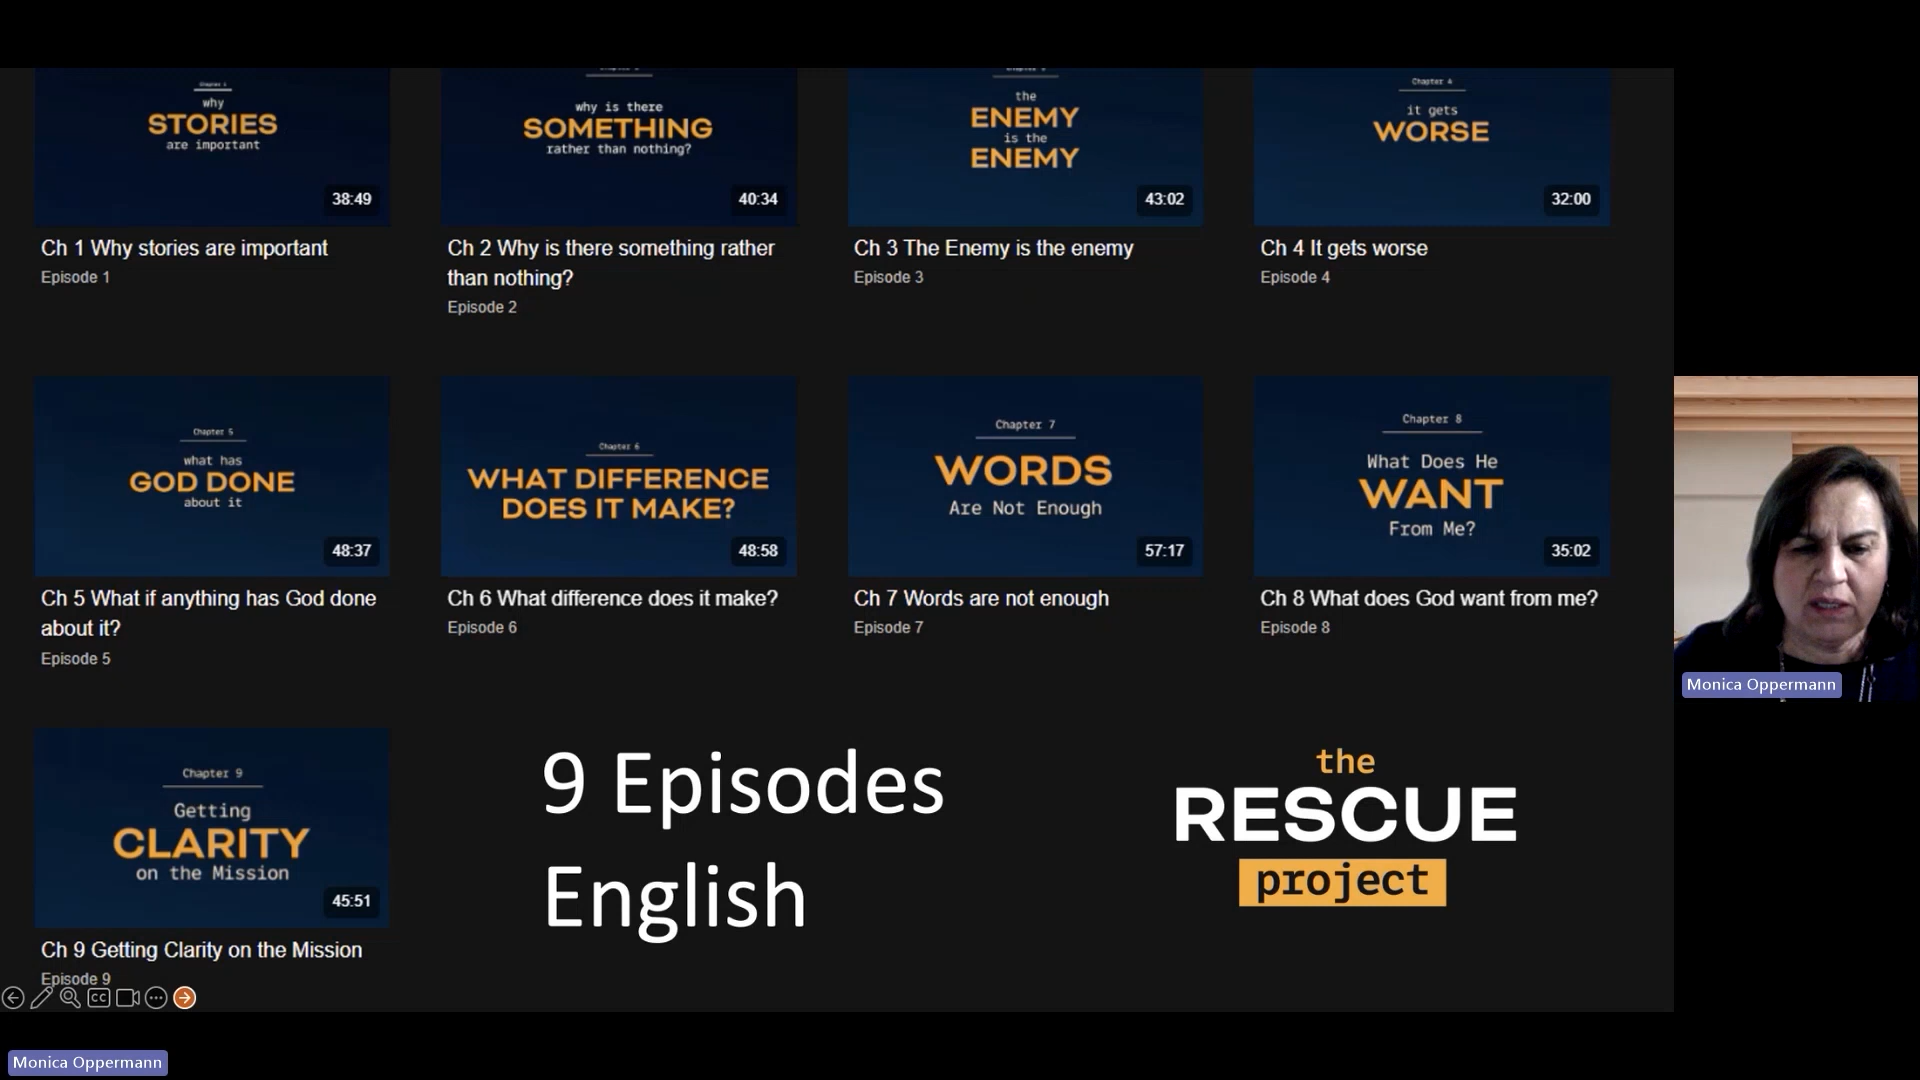 Chapter 1
why
STORIES
are important
38:49
Ch 1 Why stories are important
Episode 1
why is there
SOMETHING
rather than nothing?
40:34
Ch 2 Why is there something rather
than nothing?
Episode 2
the
ENEMY
is the
ENEMY
43:02
Ch 3 The Enemy is the enemy
Episode 3
Chapter 4
it gets
WORSE
32:00
Ch 4 It gets worse
Episode 4
Chapter 5
what has
GOD DONE
about it
48:37
Ch 5 What if anything has God done
about it?
Episode 5
Chapter 6
WHAT DIFFERENCE
DOES IT MAKE?
48:58
Ch 6 What difference does it make?
Episode 6
Chapter 7
WORDS
Are Not Enough
57:17
Ch 7 Words are not enough
Episode 7
Chapter 8
What Does He
WANT
From Me?
35:02
Ch 8 What does God want from me?
Episode 8
Chapter 9
Getting
CLARITY
on the Mission
45:51
Ch 9 Getting Clarity on the Mission
Episode 9
9 Episodes
English
the
RESCUE
project
CC
Monica Oppermann
Monica Oppermann